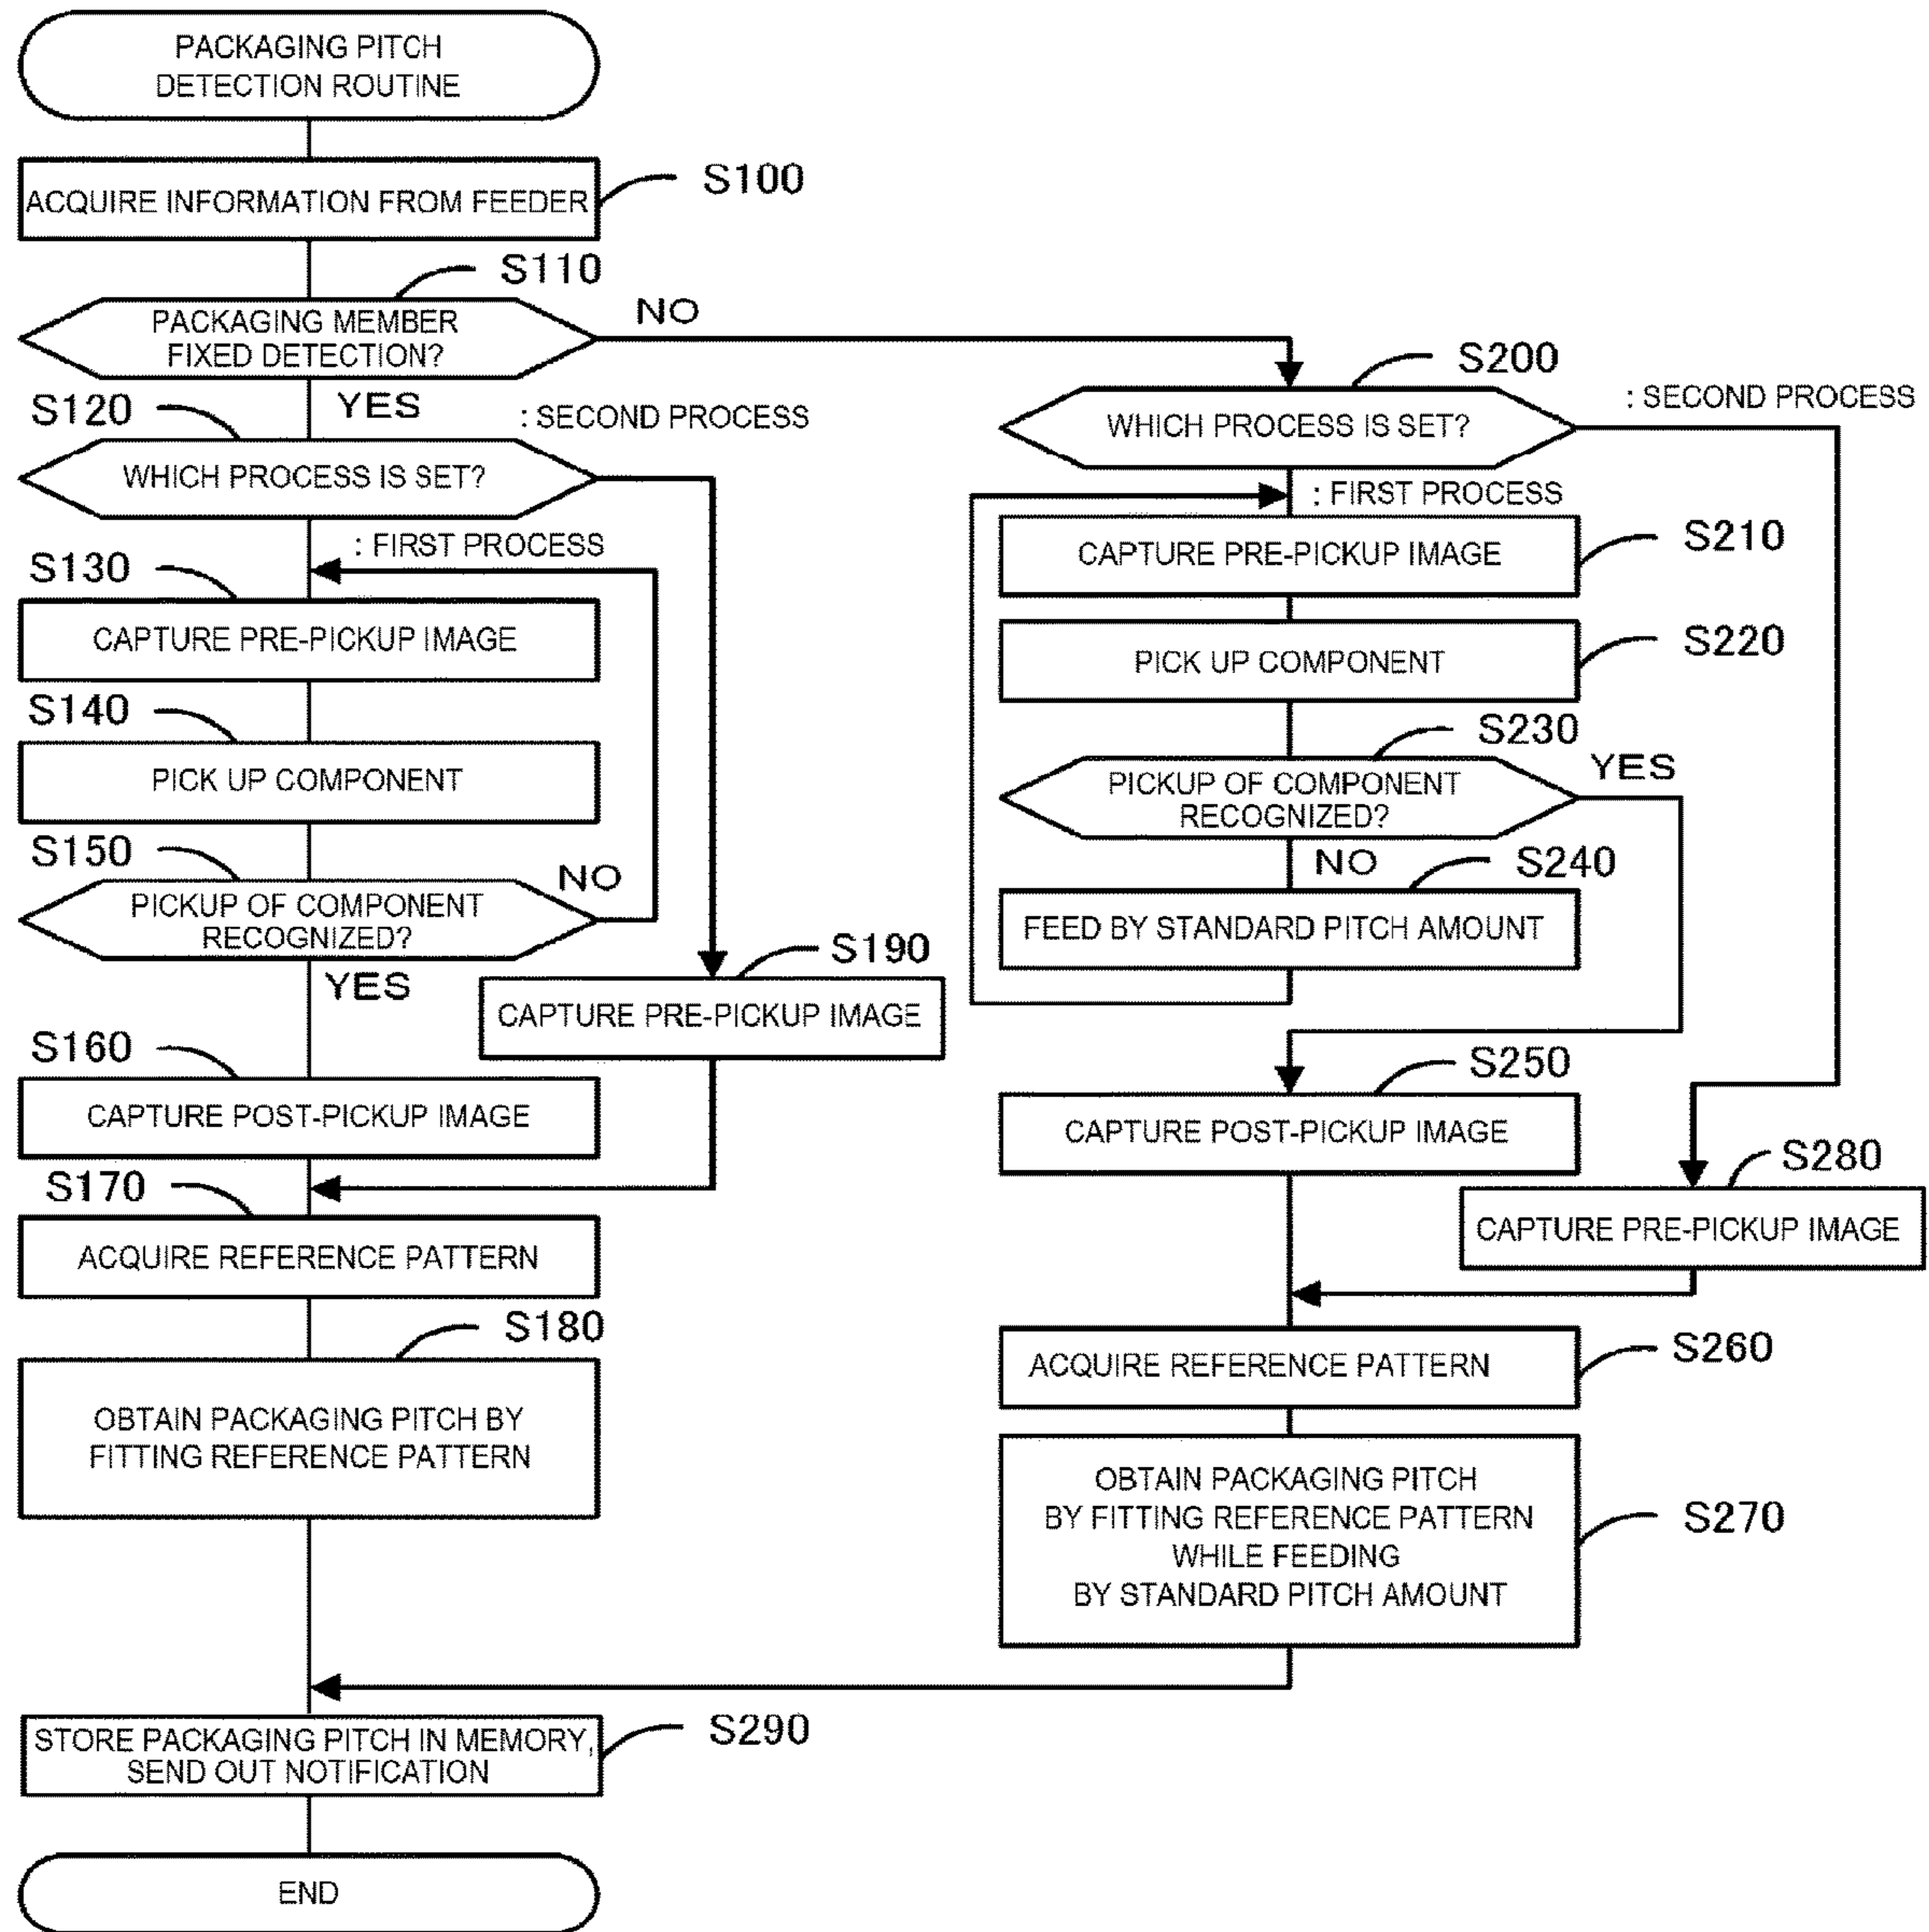 PACKAGING PITCH
DETECTION ROUTINE
ACQUIRE INFORMATION FROM FEEDER
S100
S110
PACKAGING MEMBER
FIXED DETECTION?
NO
YES
S120
: SECOND PROCESS
WHICH PROCESS IS SET?
: FIRST PROCESS
S130
CAPTURE PRE-PICKUP IMAGE
S140
PICK UP COMPONENT
S150
NO
PICKUP OF COMPONENT
RECOGNIZED?
YES
S190
CAPTURE PRE-PICKUP IMAGE
S160
CAPTURE POST-PICKUP IMAGE
S170
ACQUIRE REFERENCE PATTERN
S180
OBTAIN PACKAGING PITCH BY
FITTING REFERENCE PATTERN
S200
: SECOND PROCESS
WHICH PROCESS IS SET?
: FIRST PROCESS
CAPTURE PRE-PICKUP IMAGE
S210
PICK UP COMPONENT
S220
S230
YES
PICKUP OF COMPONENT
RECOGNIZED?
NO
S240
FEED BY STANDARD PITCH AMOUNT
S250
CAPTURE POST-PICKUP IMAGE
S280
CAPTURE PRE-PICKUP IMAGE
ACQUIRE REFERENCE PATTERN
S260
OBTAIN PACKAGING PITCH
BY FITTING REFERENCE PATTERN
WHILE FEEDING
BY STANDARD PITCH AMOUNT
S270
STORE PACKAGING PITCH IN MEMORY,
SEND OUT NOTIFICATION
S290
END